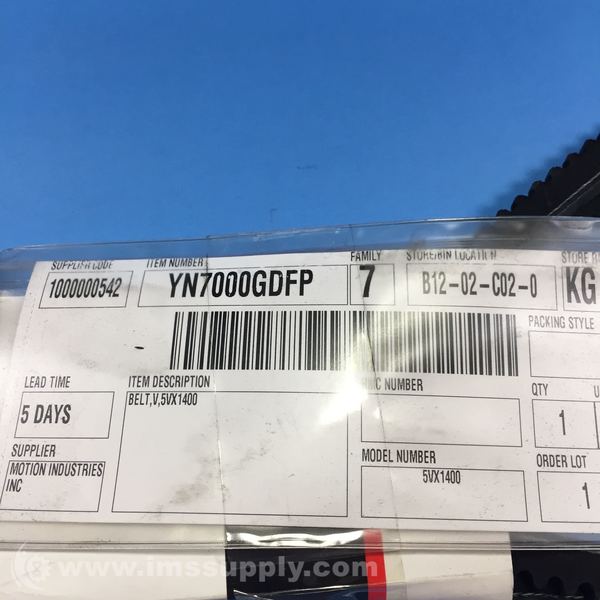 SUPPLIER CODE
ITEM NUMBER
FAMILY
STORE/BIN LOCATION
STORE
1000000542
YN7000GDFP
7
B12-02-C02-0
KG
PACKING STYLE
LEAD TIME
ITEM DESCRIPTION
NUMBER
QTY
5 DAYS
BELT,V,5VX1400
1
SUPPLIER
MODEL NUMBER
ORDER LOT
MOTION INDUSTRIES
INC
5VX1400
1
www.imssupply.com